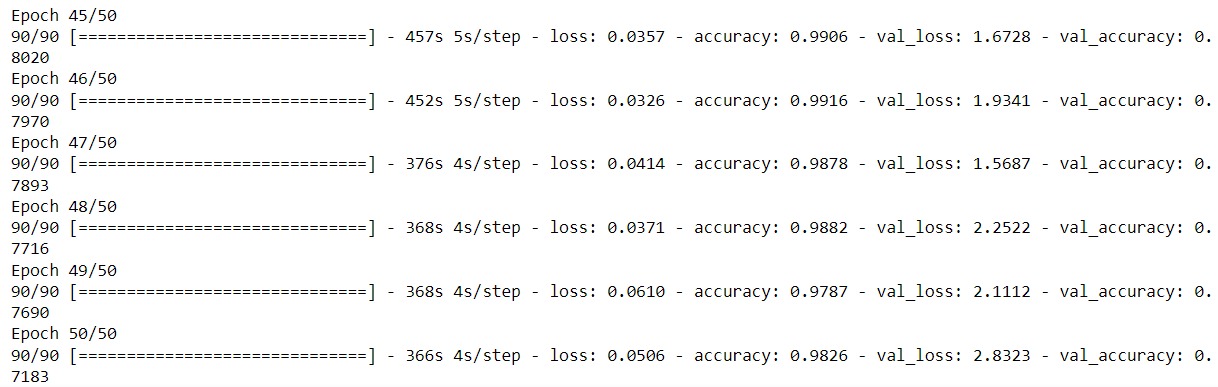 Epoch 45/50
90/90 [==============================] - 457s 5s/step - loss: 0.0357 - accuracy: 0.9906 - val_loss: 1.6728 - val_accuracy: 0.
8020
Epoch 46/50
90/90 [==============================] - 452s 5s/step - loss: 0.0326 - accuracy: 0.9916 - val_loss: 1.9341 - val_accuracy: 0.
7970
Epoch 47/50
90/90 [==============================] - 376s 4s/step - loss: 0.0414 - accuracy: 0.9878 - val_loss: 1.5687 - val_accuracy: 0.
7893
Epoch 48/50
90/90 [==============================] - 368s 4s/step - loss: 0.0371 - accuracy: 0.9882 - val_loss: 2.2522 - val_accuracy: 0.
7716
Epoch 49/50
90/90 [==============================] - 368s 4s/step - loss: 0.0610 - accuracy: 0.9787 - val_loss: 2.1112 - val_accuracy: 0.
7690
Epoch 50/50
90/90 [==============================] - 366s 4s/step - loss: 0.0506 - accuracy: 0.9826 - val_loss: 2.8323 - val_accuracy: 0.
7183